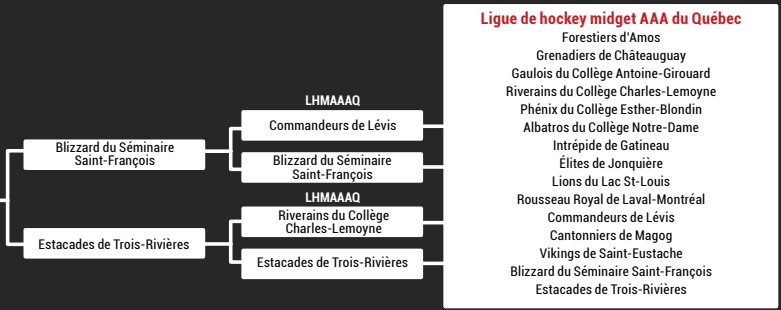 Ligue de hockey midget AAA du Québec
Forestiers d'Amos
Grenadiers de Châteauguay
Gaulois du Collège Antoine-Girouard
Riverains du Collège Charles-Lemoyne
Phénix du Collège Esther-Blondin
Albatros du Collège Notre-Dame
Intrépide de Gatineau
Élites de Jonquière
Lions du Lac St-Louis
Rousseau Royal de Laval-Montréal
Commandeurs de Lévis
Cantonniers de Magog
Vikings de Saint-Eustache
Blizzard du Séminaire Saint-François
Estacades de Trois-Rivières
LHMAAAQ
Commandeurs de Lévis
Blizzard du Séminaire
Saint-François
LHMAAAQ
Riverains du Collège
Charles-Lemoyne
Estacades de Trois-Rivières
Blizzard du Séminaire
Saint-François
Estacades de Trois-Rivières